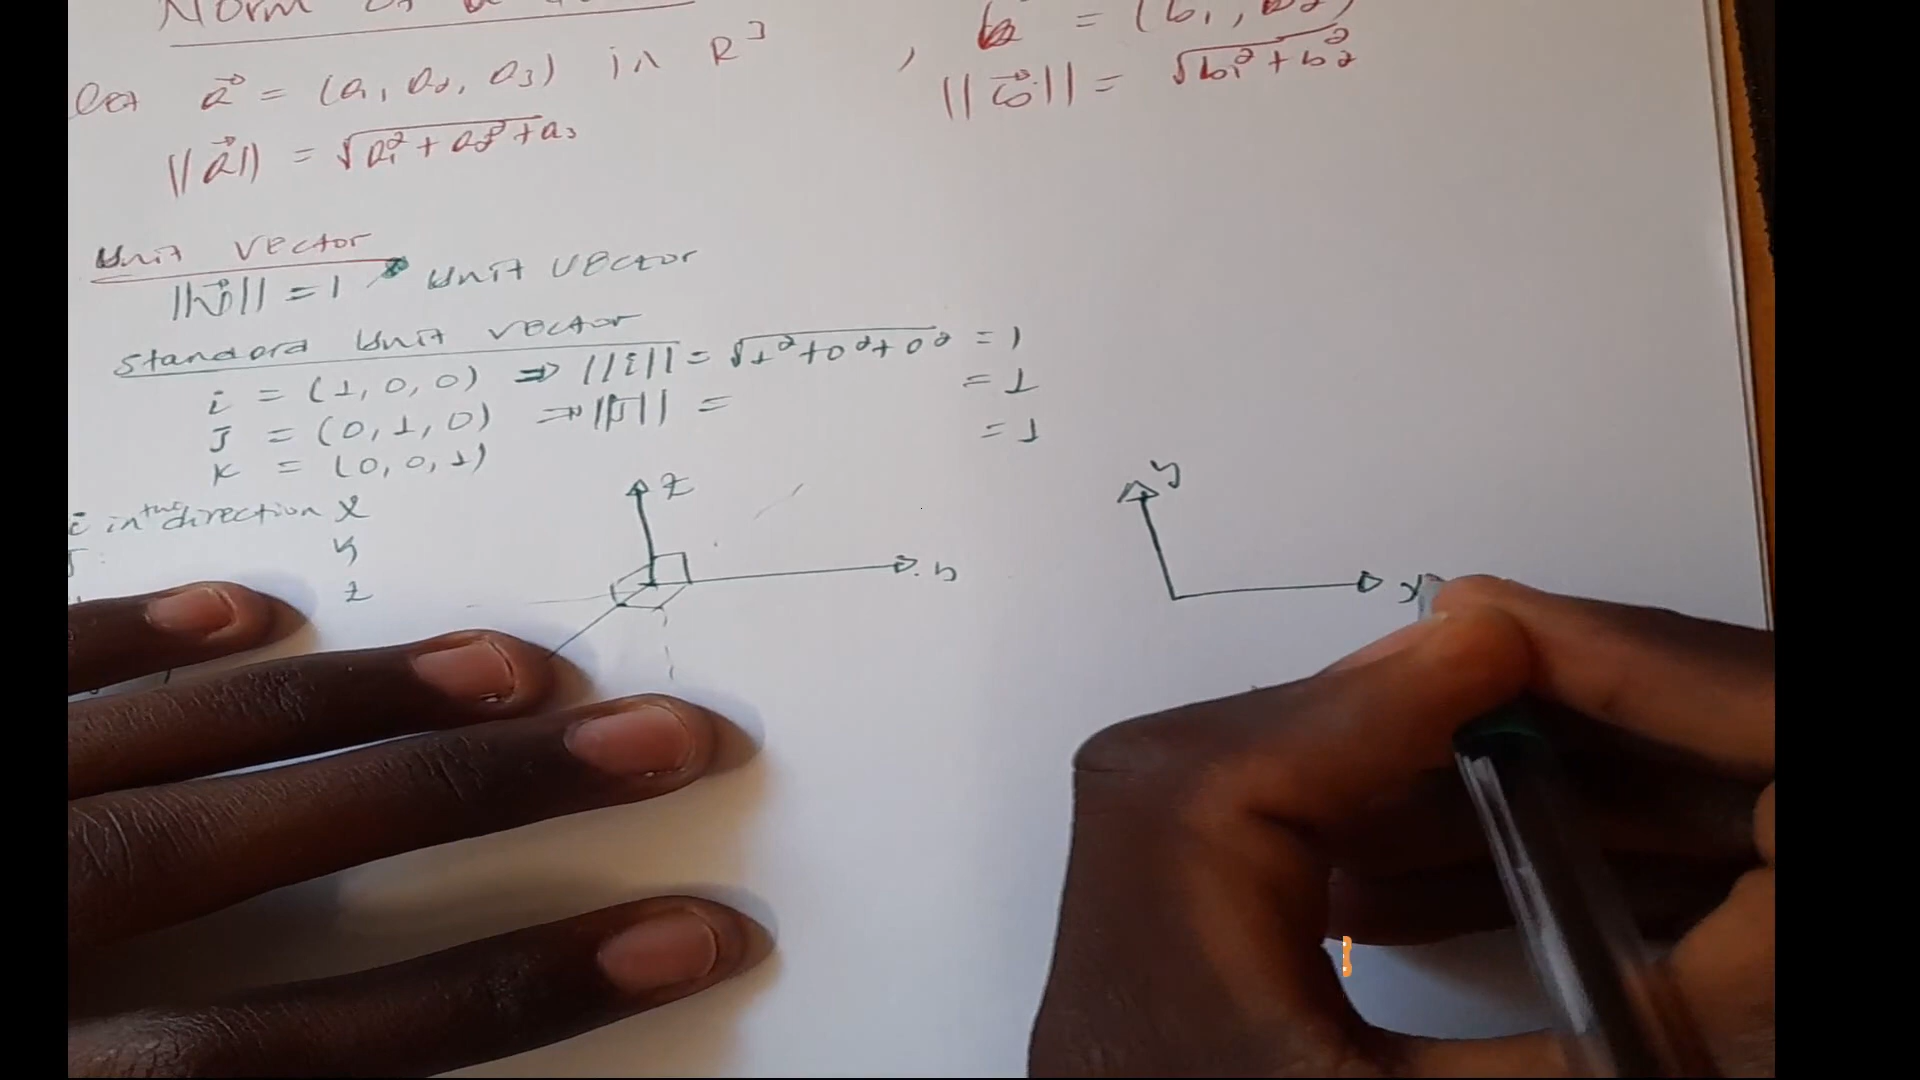 Norm of a
Let a⃗ = (a₁, a₂, a₃) in R³ , b = (b₁, b₂)
||a⃗|| = √a₁² + a₂² + a₃
||b⃗|| = √b₁² + b₂²
Unit vector
||v⃗|| = 1 Unit vector
Standard Unit vector
i = (1, 0, 0) ⇒ ||i|| = √1² + 0² + 0² = 1
J = (0, 1, 0) ⇒ ||J|| = = 1
K = (0, 0, 1) = 1
i in the direction X
J y
z
z
y
y
x